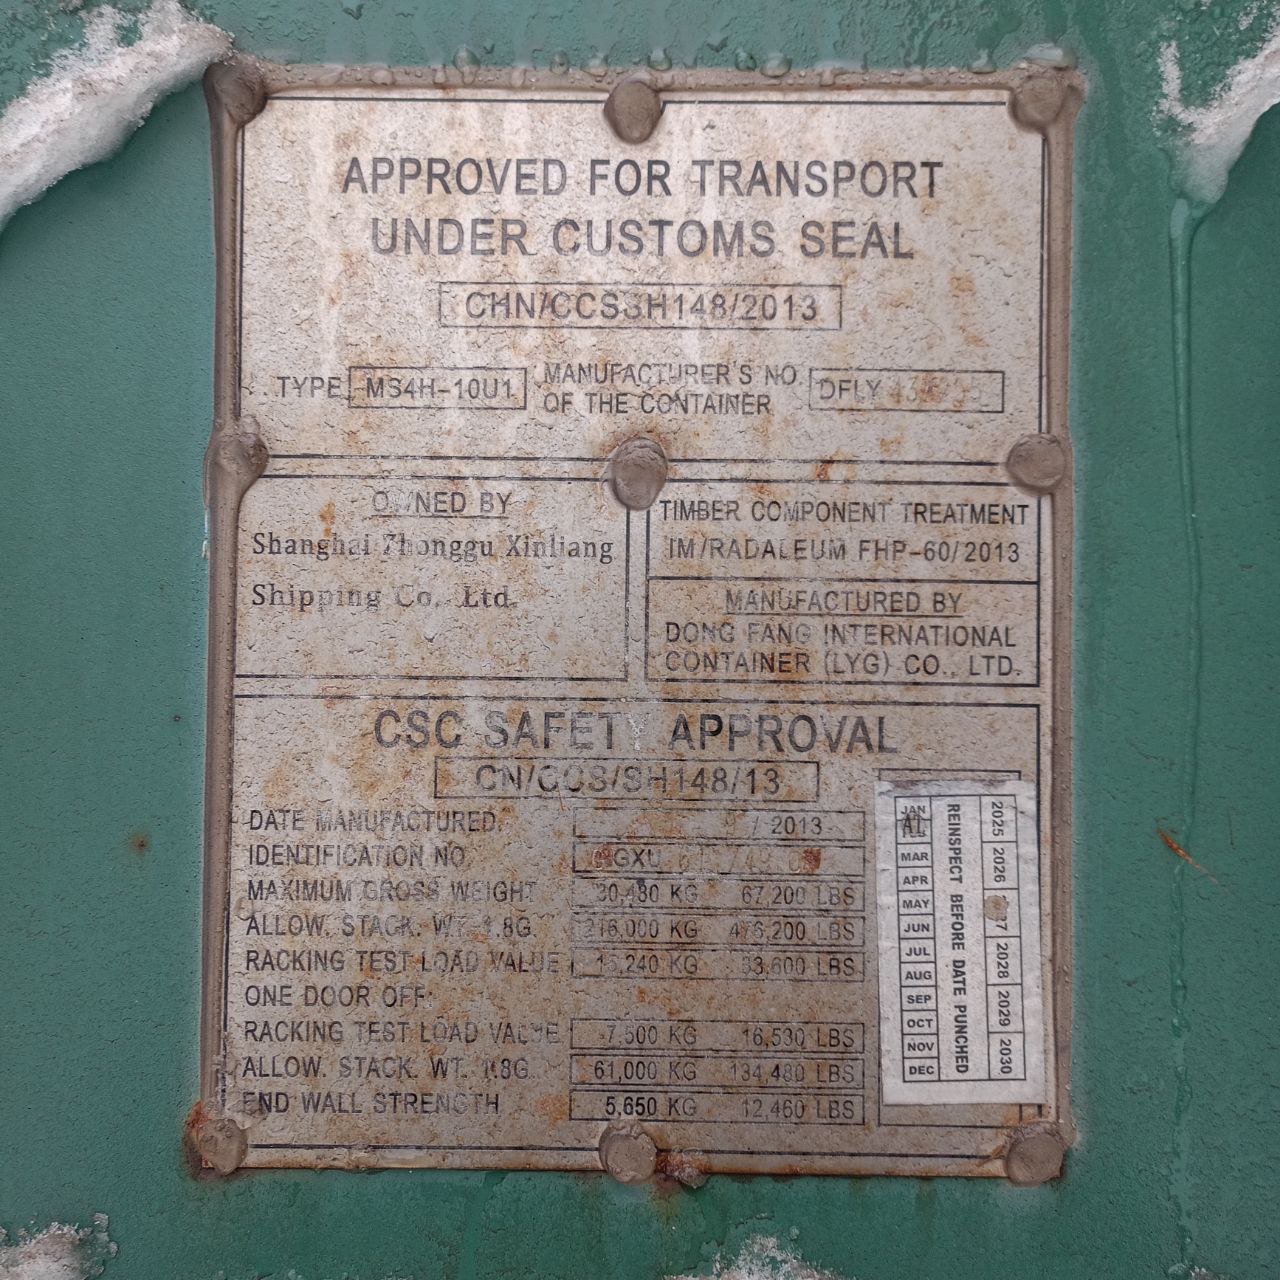 APPROVED FOR TRANSPORT
UNDER CUSTOMS SEAL
CHN/CCSSH148/2013
TYPE MS4H-10U1 MANUFACTURER'S NO. OF THE CONTAINER DFLY
OWNED BY
Shanghai Zhonggu Xinliang
Shipping Co., Ltd.
TIMBER COMPONENT TREATMENT
IM/RADALEUM FHP-60/2013
MANUFACTURED BY
DONG FANG INTERNATIONAL
CONTAINER (LYG) CO., LTD.
CSC SAFETY APPROVAL
CN/CCS/SH148/13
DATE MANUFACTURED: / 2013
IDENTIFICATION NO.
MAXIMUM GROSS WEIGHT 30,480 KG 67,200 LBS
ALLOW. STACK. WT. 1.8G. 216,000 KG 476,200 LBS
RACKING TEST LOAD VALUE 15,240 KG 33,600 LBS
ONE DOOR OFF:
RACKING TEST LOAD VALUE 7,500 KG 16,530 LBS
ALLOW. STACK. WT. 1.8G. 61,000 KG 134,480 LBS
END WALL STRENGTH 5,650 KG 12,460 LBS
JAN
MAR
APR
MAY
JUN
JUL
AUG
SEP
OCT
NOV
DEC
REINSPECT BEFORE DATE PUNCHED
2025 2026 2028 2029 2030